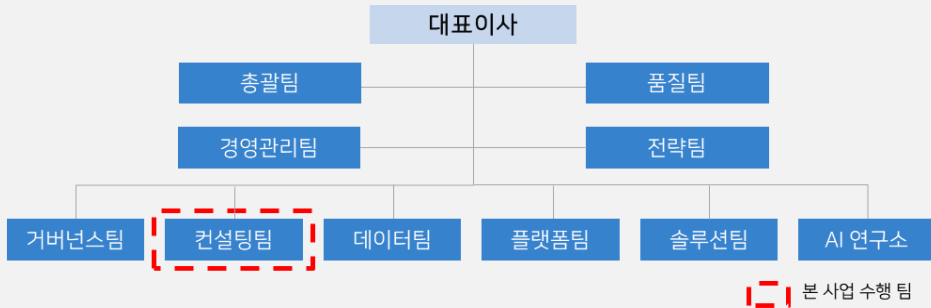 대표이사
총괄팀
품질팀
경영관리팀
전략팀
거버넌스팀
컨설팅팀
데이터팀
플랫폼팀
솔루션팀
AI 연구소
본 사업 수행 팀